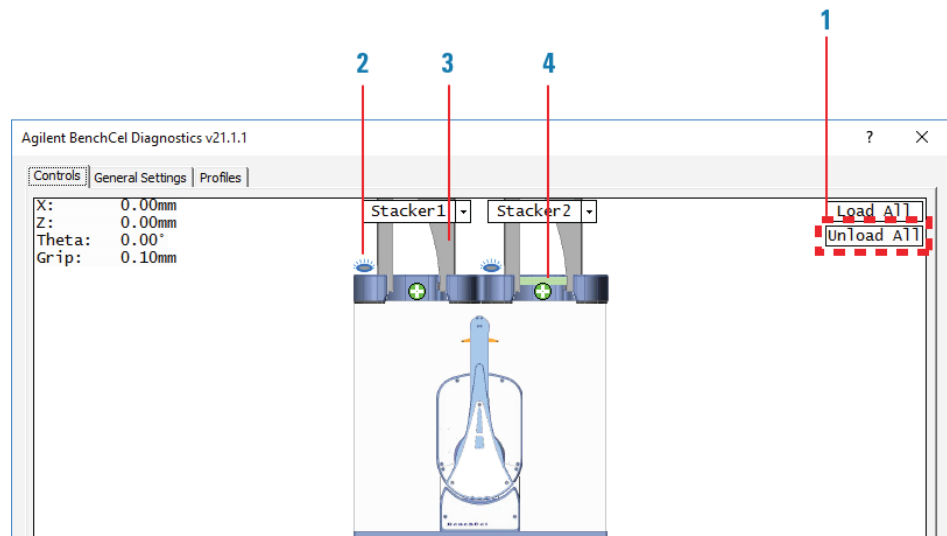 1
2 3 4
Agilent BenchCel Diagnostics v21.1.1 ? ×
Controls General Settings Profiles
X: 0.00mm
Z: 0.00mm
Theta: 0.00°
Grip: 0.10mm
Stacker1 Stacker2
Load All
Unload All
BenchCel